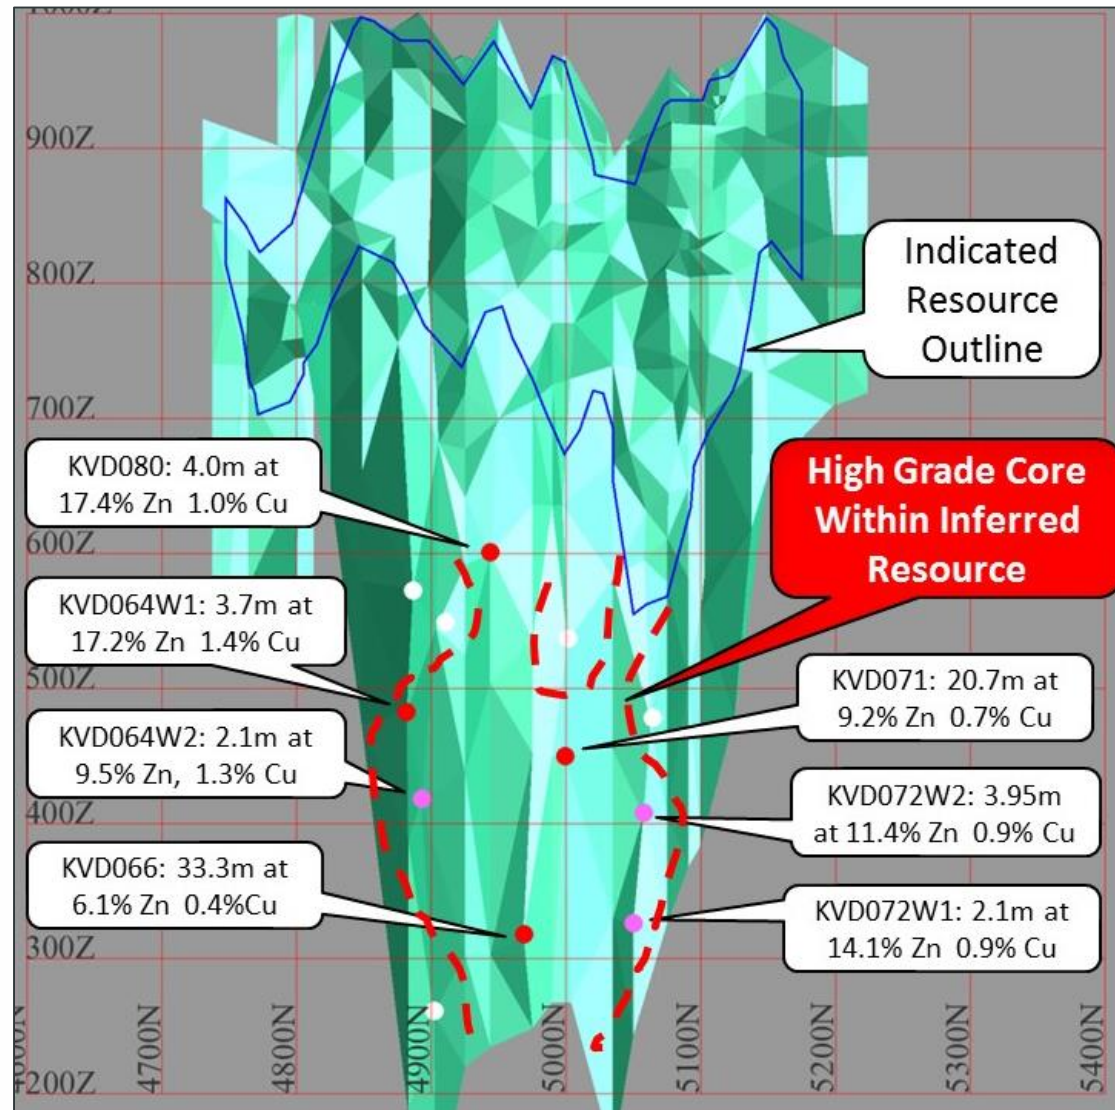 1000Z
900Z
800Z
700Z
600Z
500Z
400Z
300Z
200Z
Indicated
Resource
Outline
High Grade Core
Within Inferred
Resource
KVD080: 4.0m at
17.4% Zn 1.0% Cu
KVD064W1: 3.7m at
17.2% Zn 1.4% Cu
KVD064W2: 2.1m at
9.5% Zn, 1.3% Cu
KVD066: 33.3m at
6.1% Zn 0.4%Cu
KVD071: 20.7m at
9.2% Zn 0.7% Cu
KVD072W2: 3.95m
at 11.4% Zn 0.9% Cu
KVD072W1: 2.1m at
14.1% Zn 0.9% Cu
4700N
4800N
4900N
5000N
5100N
5200N
5300N
5400N